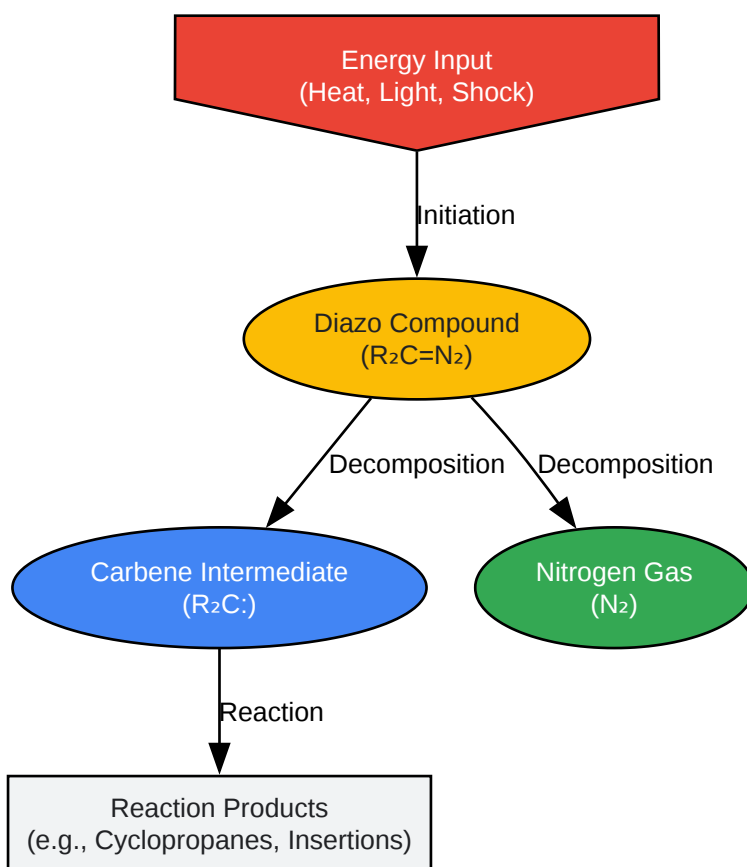 Energy Input
(Heat, Light, Shock)
Initiation
Diazo Compound
(R₂C=N₂)
Decomposition
Decomposition
Carbene Intermediate
(R₂C:)
Nitrogen Gas
(N₂)
Reaction
Reaction Products
(e.g., Cyclopropanes, Insertions)